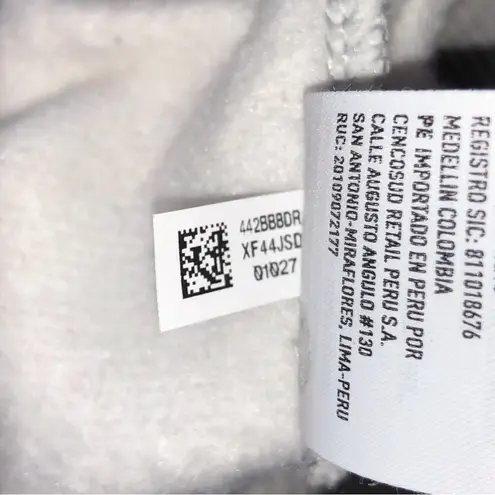 442BBBDR
XF44JSD
01027
REGISTRO SIC: 811018676
MEDELLIN COLOMBIA
PE IMPORTADO EN PERU POR
CENCOSUD RETAIL PERU S.A.
CALLE AUGUSTO ANGULO #130
SAN ANTONIO-MIRAFLORES, LIMA-PERU
RUC: 20109072177